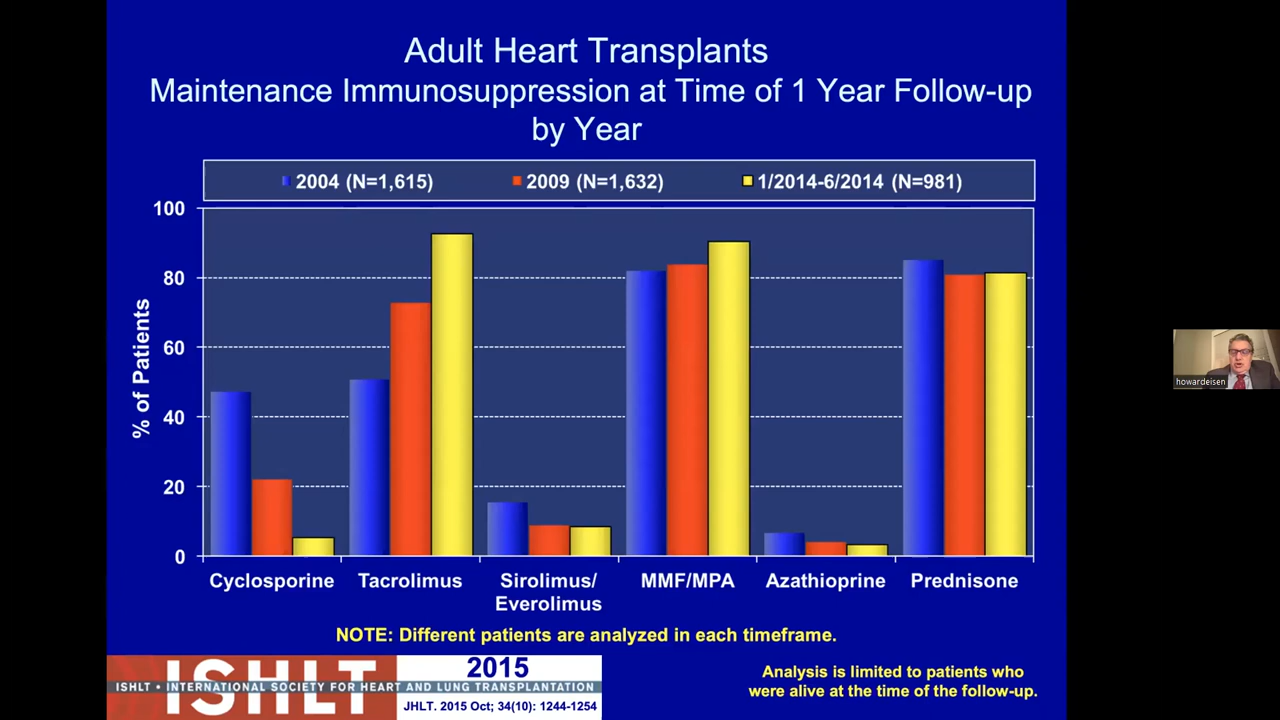 Adult Heart Transplants
Maintenance Immunosuppression at Time of 1 Year Follow-up
by Year
2004 (N=1,615)
2009 (N=1,632)
1/2014-6/2014 (N=981)
% of Patients
100
80
60
40
20
0
Cyclosporine
Tacrolimus
Sirolimus/
Everolimus
MMF/MPA
Azathioprine
Prednisone
NOTE: Different patients are analyzed in each timeframe.
ISHLT
ISHLT • INTERNATIONAL SOCIETY FOR HEART AND LUNG TRANSPLANTATION
2015
JHLT. 2015 Oct; 34(10): 1244-1254
Analysis is limited to patients who
were alive at the time of the follow-up.
howardeisen